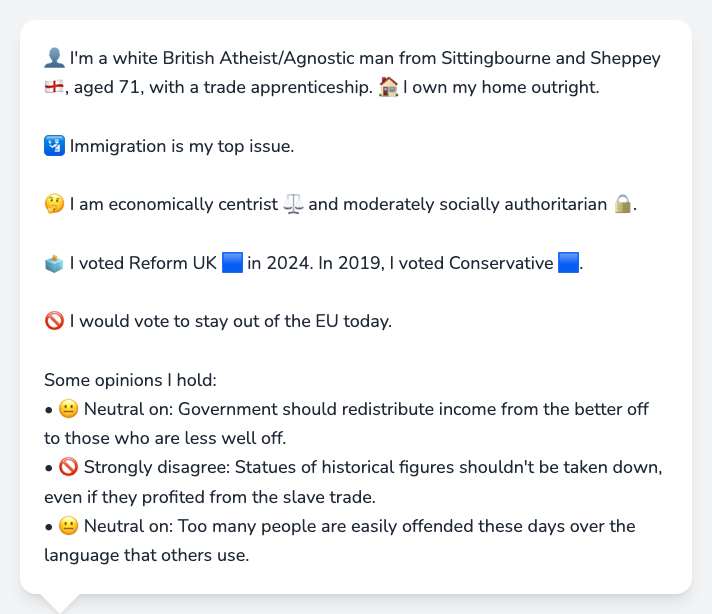 👤 I'm a white British Atheist/Agnostic man from Sittingbourne and Sheppey
🏴󠁧󠁢󠁥󠁮󠁧󠁿, aged 71, with a trade apprenticeship. 🏠 I own my home outright.
🛂 Immigration is my top issue.
🤔 I am economically centrist ⚖️ and moderately socially authoritarian 🔒.
🗳️ I voted Reform UK 🟦 in 2024. In 2019, I voted Conservative 🟦.
🚫 I would vote to stay out of the EU today.
Some opinions I hold:
• 😐 Neutral on: Government should redistribute income from the better off
to those who are less well off.
• 🚫 Strongly disagree: Statues of historical figures shouldn't be taken down,
even if they profited from the slave trade.
• 😐 Neutral on: Too many people are easily offended these days over the
language that others use.